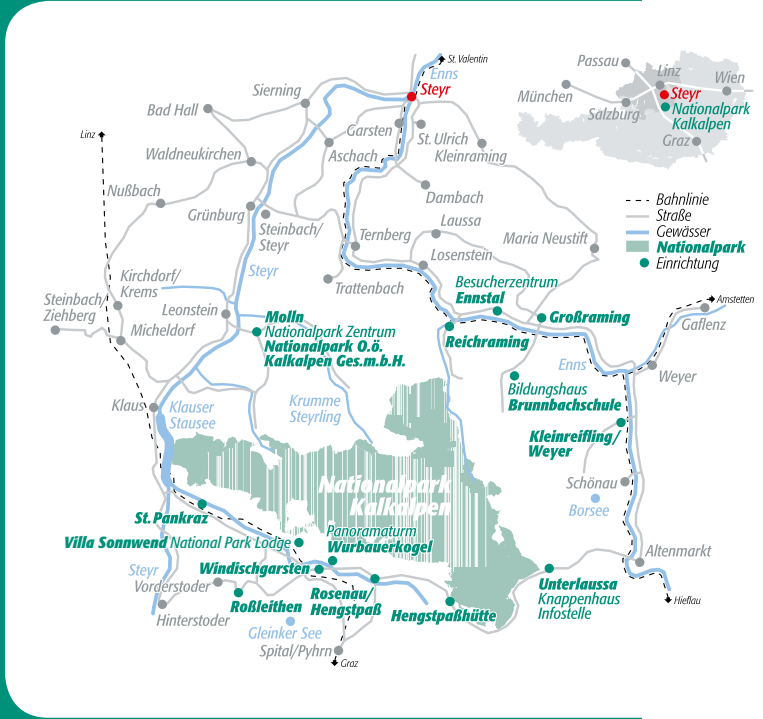 St. Valentin
Enns
Steyr
Sierning
Bad Hall
Linz
Garsten
St. Ulrich
Kleinraming
Aschach
Waldneukirchen
Dambach
Nußbach
Grünburg
Steinbach/
Steyr
Laussa
Ternberg
Maria Neustift
Losenstein
Steyr
Trattenbach
Kirchdorf/
Krems
Steinbach/
Ziehberg
Leonstein
Micheldorf
Molln
Nationalpark Zentrum
Nationalpark O.ö.
Kalkalpen Ges.m.b.H.
Besucherzentrum
Ennstal
Großraming
Reichraming
Amstetten
Gaflenz
Enns
Weyer
Bildungshaus
Brunnbachschule
Klaus
Klauser
Stausee
Krumme
Steyrling
Kleinreifling/
Weyer
Schönau
Borsee
Nationalpark
Kalkalpen
St. Pankraz
Panoramaturm
Wurbauerkogel
Villa Sonnwend National Park Lodge
Windischgarsten
Altenmarkt
Steyr
Vorderstoder
Roßleithen
Rosenau/
Hengstpaß
Hengstpaßhütte
Unterlaussa
Knappenhaus
Infostelle
Hieflau
Hinterstoder
Gleinker See
Spital/Pyhrn
Graz
Passau
Linz
Wien
München
Steyr
Salzburg
Nationalpark
Kalkalpen
Graz
Bahnlinie
Straße
Gewässer
Nationalpark
Einrichtung